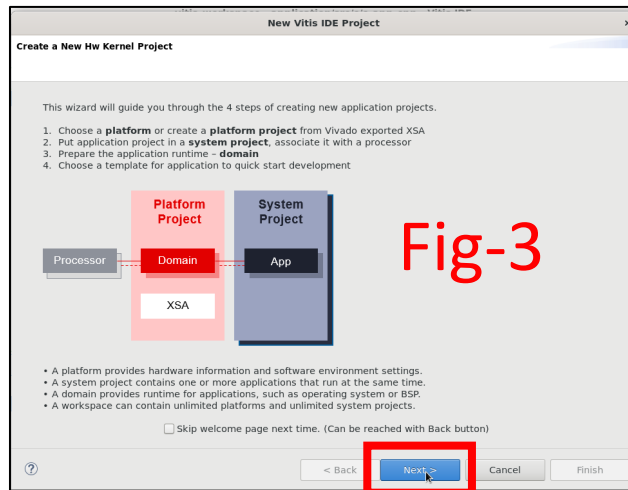 New Vitis IDE Project
Create a New Hw Kernel Project
This wizard will guide you through the 4 steps of creating new application projects.
1. Choose a platform or create a platform project from Vivado exported XSA
2. Put application project in a system project, associate it with a processor
3. Prepare the application runtime – domain
4. Choose a template for application to quick start development
Platform Project
System Project
Processor
Domain
App
XSA
Fig-3
• A platform provides hardware information and software environment settings.
• A system project contains one or more applications that run at the same time.
• A domain provides runtime for applications, such as operating system or BSP.
• A workspace can contain unlimited platforms and unlimited system projects.
Skip welcome page next time. (Can be reached with Back button)
?
< Back
Next >
Cancel
Finish